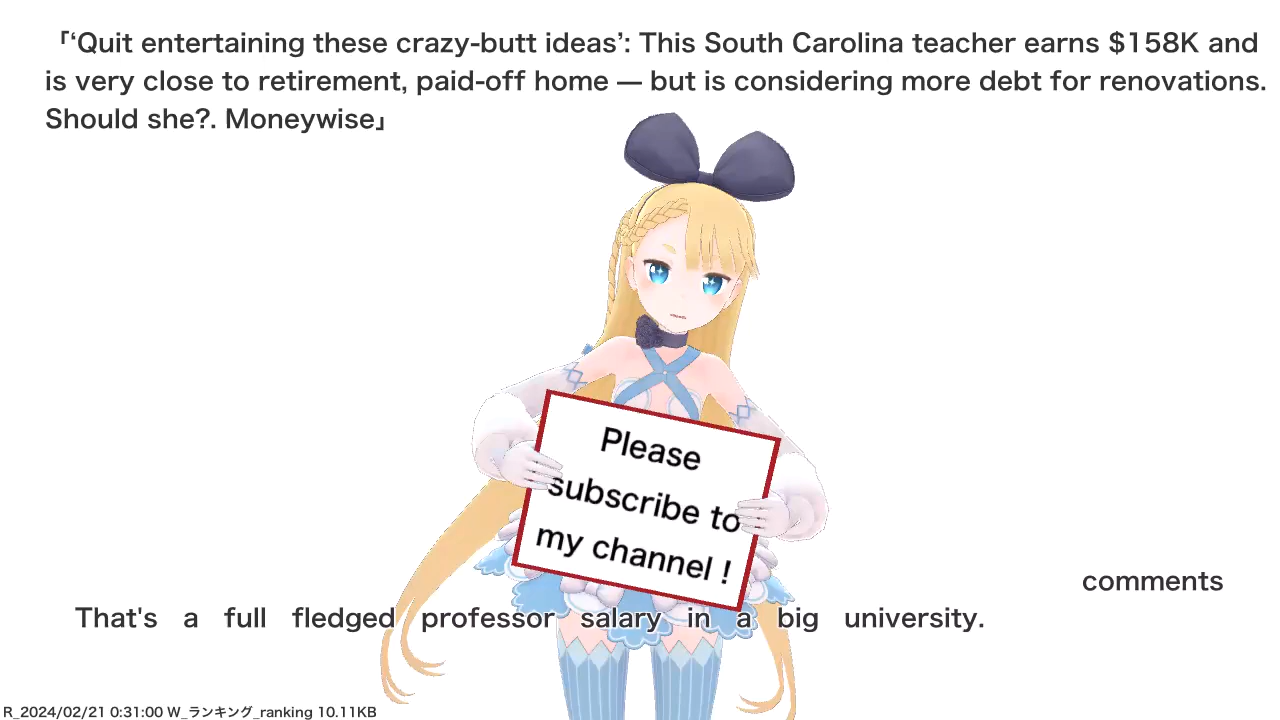 「‘Quit entertaining these crazy-butt ideas’: This South Carolina teacher earns $158K and
is very close to retirement, paid-off home — but is considering more debt for renovations.
Should she?. Moneywise」
Please
subscribe to
my channel !
comments
That's a full fledged professor salary in a big university.
R_2024/02/21 0:31:00 W_ランキング_ranking 10.11KB